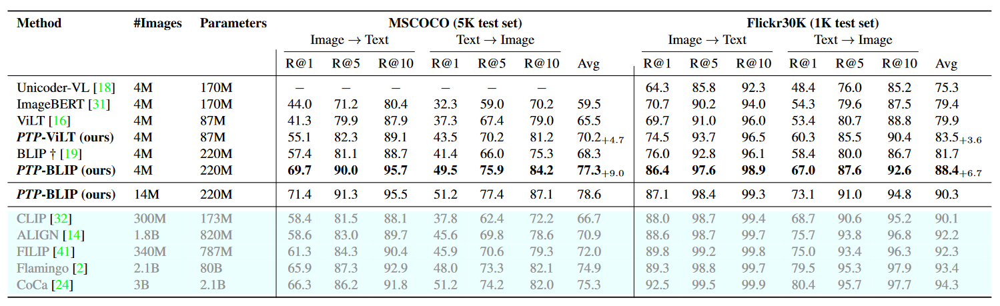 Method #Images Parameters MSCOCO (5K test set) Flickr30K (1K test set)
Image → Text Text → Image Image → Text Text → Image
R@1 R@5 R@10 R@1 R@5 R@10 Avg R@1 R@5 R@10 R@1 R@5 R@10 Avg
Unicoder-VL [18] 4M 170M − − − − − − 64.3 85.8 92.3 48.4 76.0 85.2 75.3
ImageBERT [31] 4M 170M 44.0 71.2 80.4 32.3 59.0 70.2 59.5 70.7 90.2 94.0 54.3 79.6 87.5 79.4
ViLT [16] 4M 87M 41.3 79.9 87.9 37.3 67.4 79.0 65.5 69.7 91.0 96.0 53.4 80.7 88.8 79.9
PTP-ViLT (ours) 4M 87M 55.1 82.3 89.1 43.5 70.2 81.2 70.2+4.7 74.5 93.7 96.5 60.3 85.5 90.4 83.5+3.6
BLIP † [19] 4M 220M 57.4 81.1 88.7 41.4 66.0 75.3 68.3 76.0 92.8 96.1 58.4 80.0 86.7 81.7
PTP-BLIP (ours) 4M 220M 69.7 90.0 95.7 49.5 75.9 84.2 77.3+9.0 86.4 97.6 98.9 67.0 87.6 92.6 88.4+6.7
PTP-BLIP (ours) 14M 220M 71.4 91.3 95.5 51.2 77.4 87.1 78.6 87.1 98.4 99.3 73.1 91.0 94.8 90.3
CLIP [32] 300M 173M 58.4 81.5 88.1 37.8 62.4 72.2 66.7 88.0 98.7 99.4 68.7 90.6 95.2 90.1
ALIGN [14] 1.8B 820M 58.6 83.0 89.7 45.6 69.8 78.6 70.9 88.6 98.7 99.7 75.7 93.8 96.8 92.2
FILIP [41] 340M 787M 61.3 84.3 90.4 45.9 70.6 79.3 72.0 89.8 99.2 99.8 75.0 93.4 96.3 92.3
Flamingo [2] 2.1B 80B 65.9 87.3 92.9 48.0 73.3 82.1 74.9 89.3 98.8 99.7 79.5 95.3 97.9 93.4
CoCa [24] 3B 2.1B 66.3 86.2 91.8 51.2 74.2 82.0 75.3 92.5 99.5 99.9 80.4 95.7 97.7 94.3